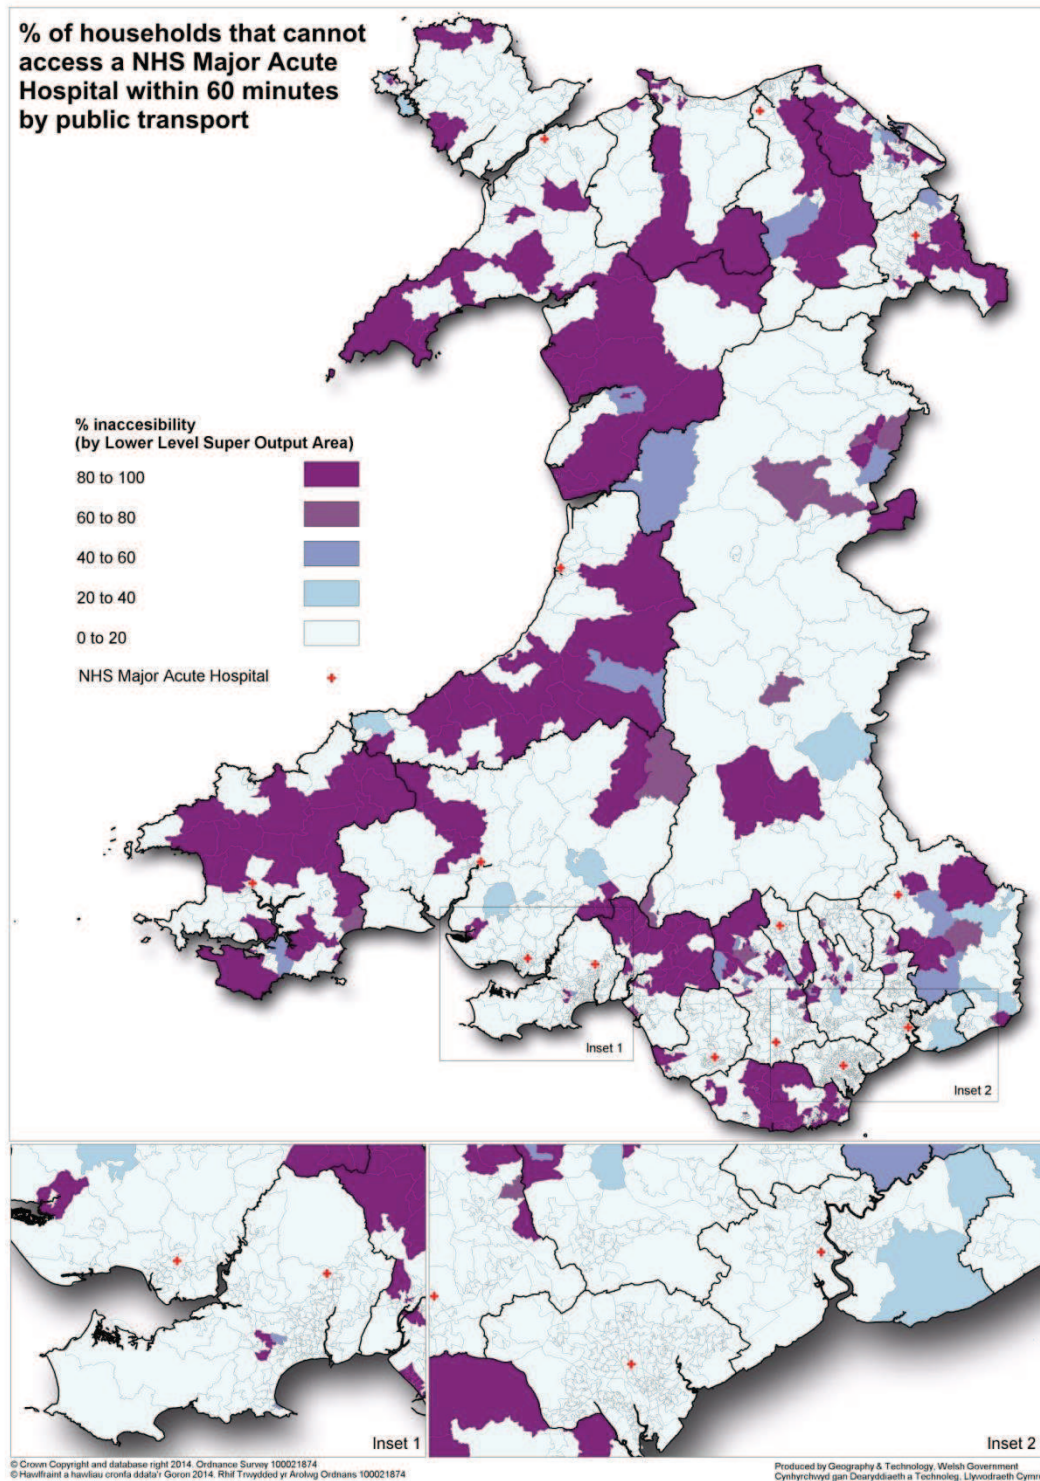 % of households that cannot
access a NHS Major Acute
Hospital within 60 minutes
by public transport
% inaccesibility
(by Lower Level Super Output Area)
80 to 100
60 to 80
40 to 60
20 to 40
0 to 20
NHS Major Acute Hospital
Inset 1
Inset 2
Inset 1
Inset 2
© Crown Copyright and database right 2014. Ordnance Survey 100021874
© Hawlfraint a hawliau cronfa ddata'r Goron 2014. Rhif Trwydded yr Arolwg Ordnans 100021874
Produced by Geography & Technology, Welsh Government
Cynhyrchwyd gan Dearyddiaeth a Thechnoleg, Llywodraeth Cymru